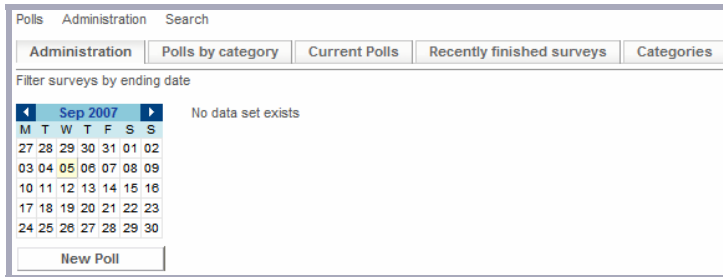 Polls Administration Search
Administration Polls by category Current Polls Recently finished surveys Categories
Filter surveys by ending date
Sep 2007 No data set exists
M T W T F S S
27 28 29 30 31 01 02
03 04 05 06 07 08 09
10 11 12 13 14 15 16
17 18 19 20 21 22 23
24 25 26 27 28 29 30
New Poll